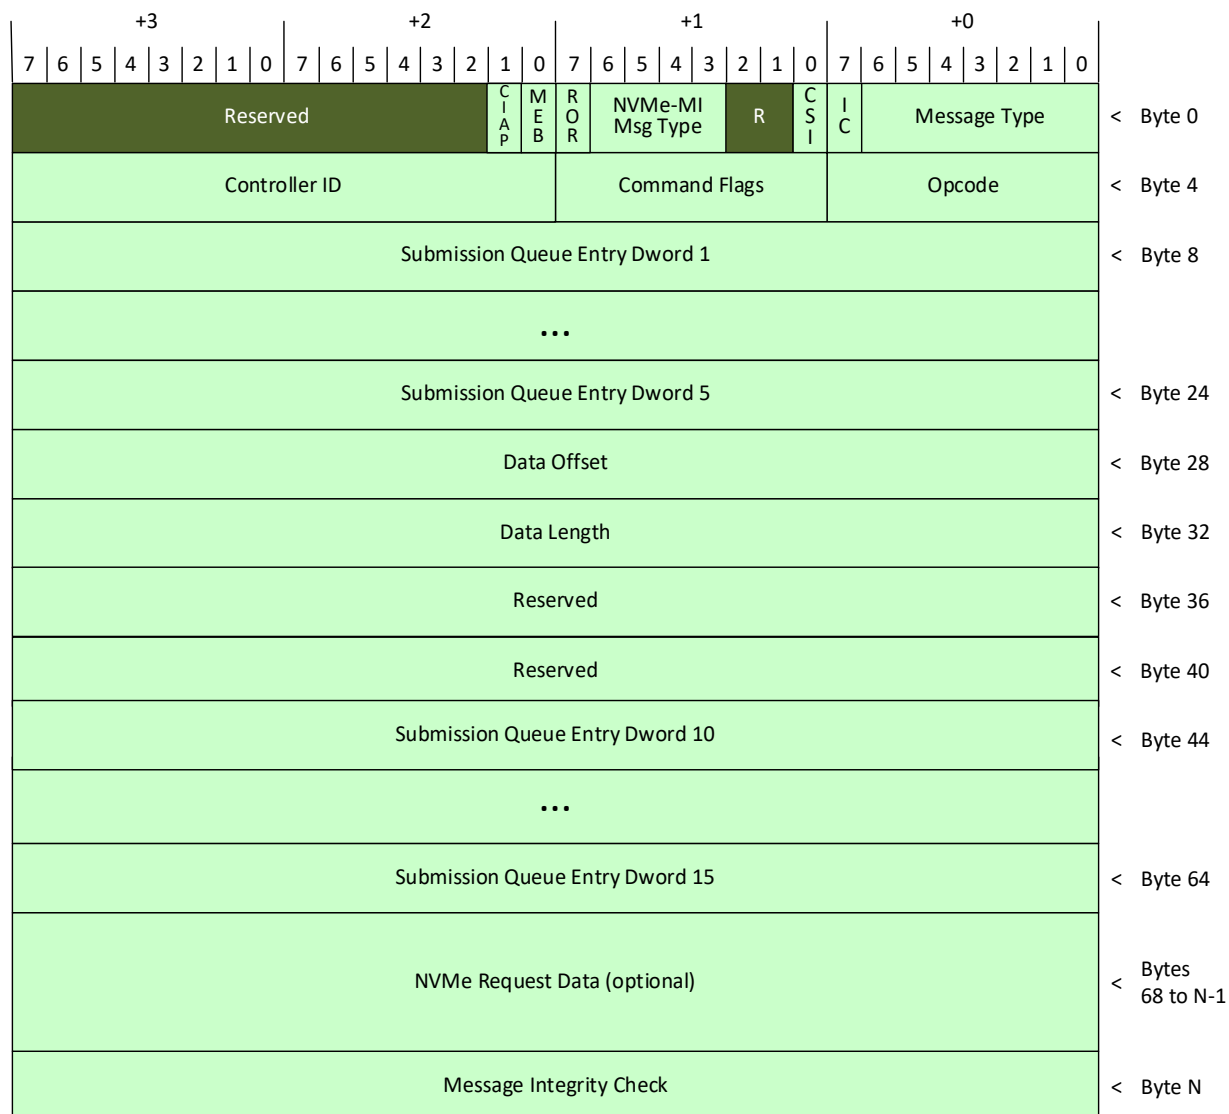 +3 +2 +1 +0
7 6 5 4 3 2 1 0 7 6 5 4 3 2 1 0 7 6 5 4 3 2 1 0 7 6 5 4 3 2 1 0
Reserved CIAP MEB ROR NVMe-MI Msg Type R CSI IC Message Type < Byte 0
Controller ID Command Flags Opcode < Byte 4
Submission Queue Entry Dword 1 < Byte 8
...
Submission Queue Entry Dword 5 < Byte 24
Data Offset < Byte 28
Data Length < Byte 32
Reserved < Byte 36
Reserved < Byte 40
Submission Queue Entry Dword 10 < Byte 44
...
Submission Queue Entry Dword 15 < Byte 64
NVMe Request Data (optional) < Bytes 68 to N-1
Message Integrity Check < Byte N